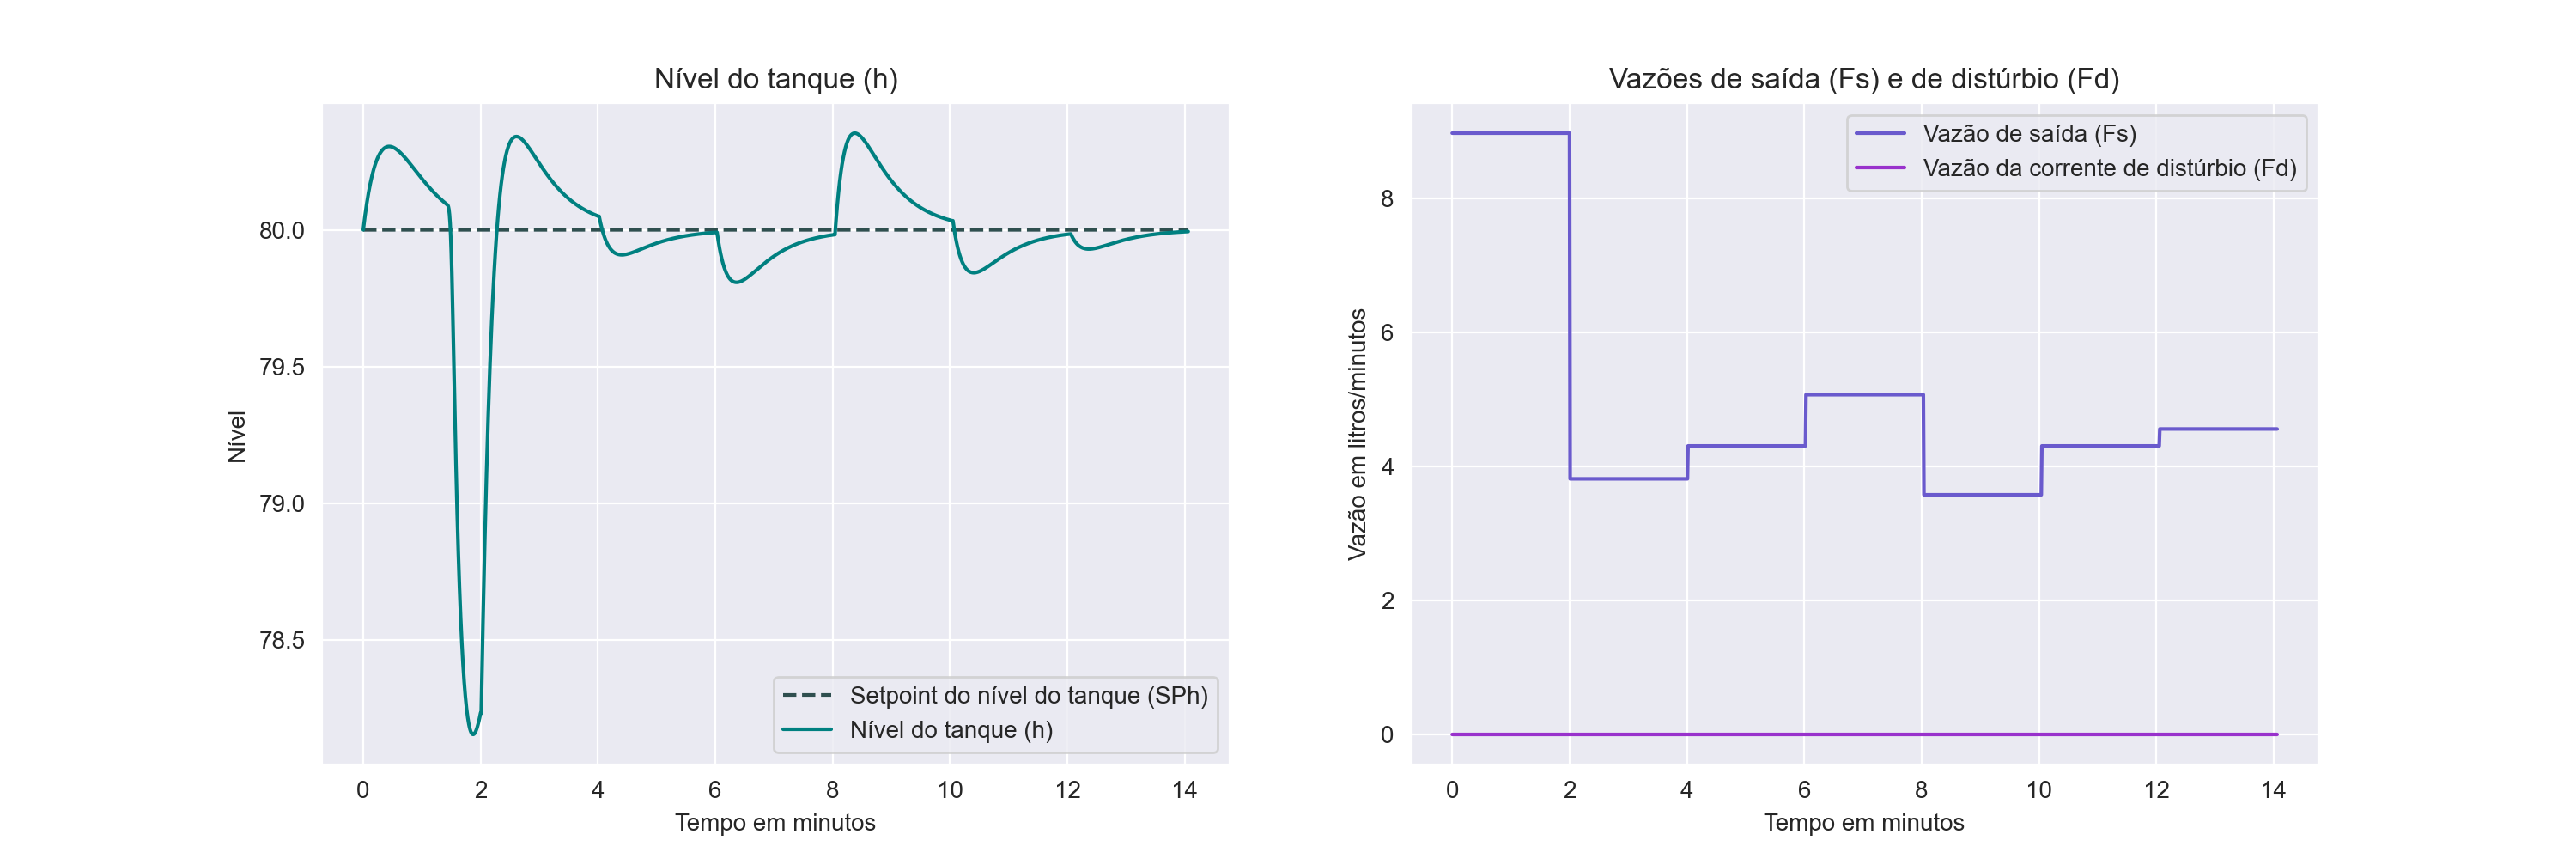 Nível do tanque (h)
80.0
79.5
79.0
78.5
Nível
0 2 4 6 8 10 12 14
Tempo em minutos
Setpoint do nível do tanque (SPh)
Nível do tanque (h)
Vazões de saída (Fs) e de distúrbio (Fd)
8
6
4
2
0
Vazão em litros/minutos
0 2 4 6 8 10 12 14
Tempo em minutos
Vazão de saída (Fs)
Vazão da corrente de distúrbio (Fd)